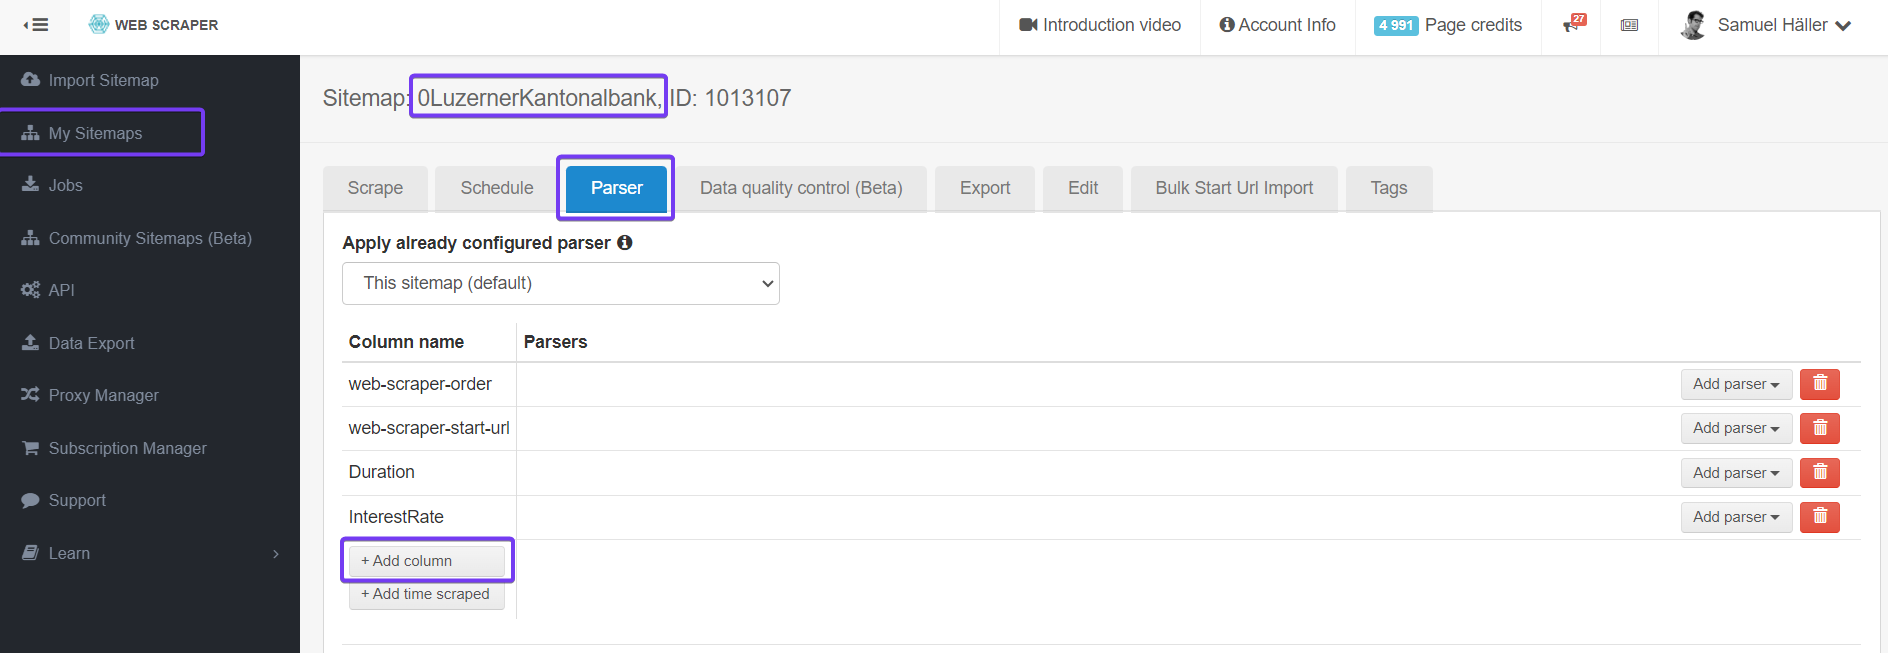 WEB SCRAPER
Introduction video
Account Info
4 991 Page credits
27
Samuel Häller
Import Sitemap
My Sitemaps
Jobs
Community Sitemaps (Beta)
API
Data Export
Proxy Manager
Subscription Manager
Support
Learn
Sitemap: 0LuzernerKantonalbank, ID: 1013107
Scrape
Schedule
Parser
Data quality control (Beta)
Export
Edit
Bulk Start Url Import
Tags
Apply already configured parser
This sitemap (default)
Column name Parsers
web-scraper-order Add parser
web-scraper-start-url Add parser
Duration Add parser
InterestRate Add parser
+ Add column
+ Add time scraped